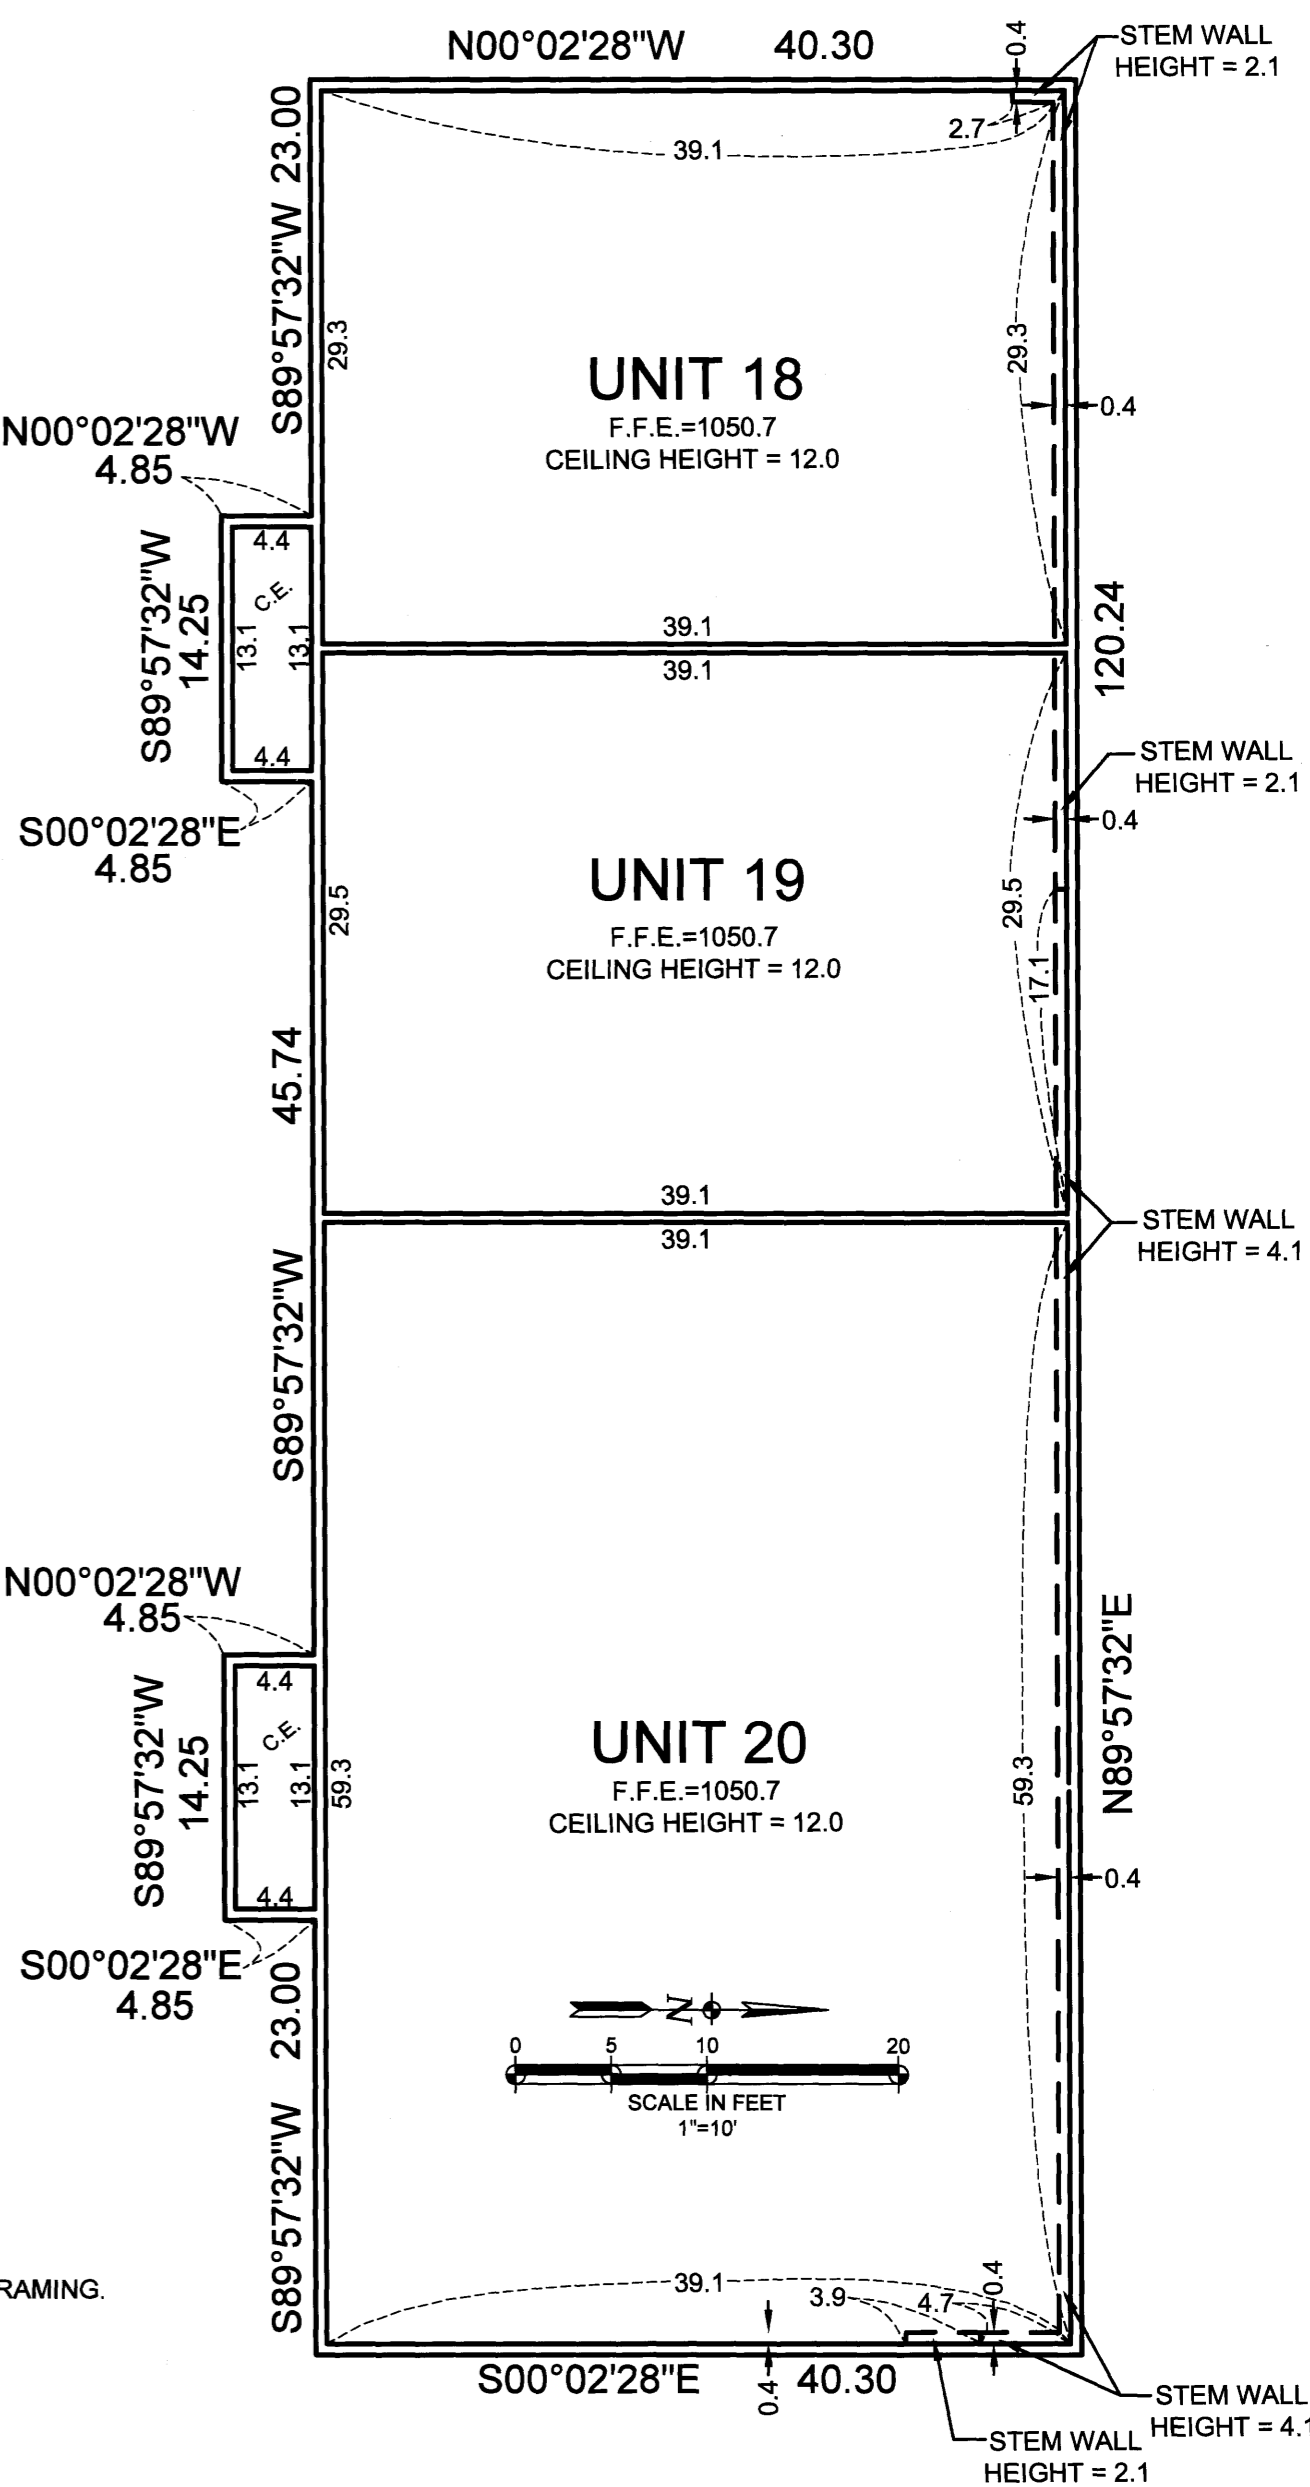 N00°02'28"W 40.30
0.4
STEM WALL
HEIGHT = 2.1
S89°57'32"W 23.00
2.7
39.1
29.3
29.3
UNIT 18
F.F.E.=1050.7
CEILING HEIGHT = 12.0
0.4
N00°02'28"W
4.85
4.4
C.E.
S89°57'32"W
14.25
13.1
13.1
4.4
39.1
39.1
120.24
STEM WALL
HEIGHT = 2.1
0.4
S00°02'28"E
4.85
UNIT 19
F.F.E.=1050.7
CEILING HEIGHT = 12.0
29.5
29.5
17.1
S89°57'32"W 45.74
39.1
39.1
STEM WALL
HEIGHT = 4.1
N00°02'28"W
4.85
4.4
C.E.
S89°57'32"W
14.25
13.1
13.1
4.4
59.3
UNIT 20
F.F.E.=1050.7
CEILING HEIGHT = 12.0
59.3
N89°57'32"E
0.4
S00°02'28"E
4.85
S89°57'32"W 23.00
N
0 5 10 20
SCALE IN FEET
1"=10'
RAMING.
39.1
3.9
4.7
0.4
0.4
S00°02'28"E 40.30
STEM WALL
HEIGHT = 4.1
STEM WALL
HEIGHT = 2.1